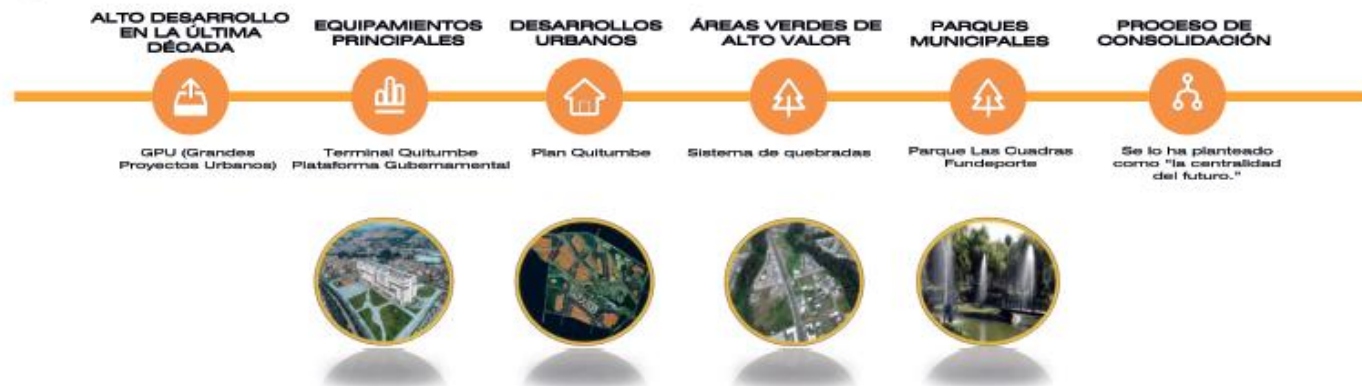 ALTO DESARROLLO
EN LA ÚLTIMA
DÉCADA
EQUIPAMIENTOS
PRINCIPALES
DESARROLLOS
URBANOS
ÁREAS VERDES DE
ALTO VALOR
PARQUES
MUNICIPALES
PROCESO DE
CONSOLIDACIÓN
GPU (Grandes
Proyectos Urbanos)
Terminal Quitumbe
Plataforma Gubernamental
Plan Quitumbe
Sistema de quebradas
Parque Las Cuadras
Fundeporte
Se lo ha planteado
como "la centralidad
del futuro."